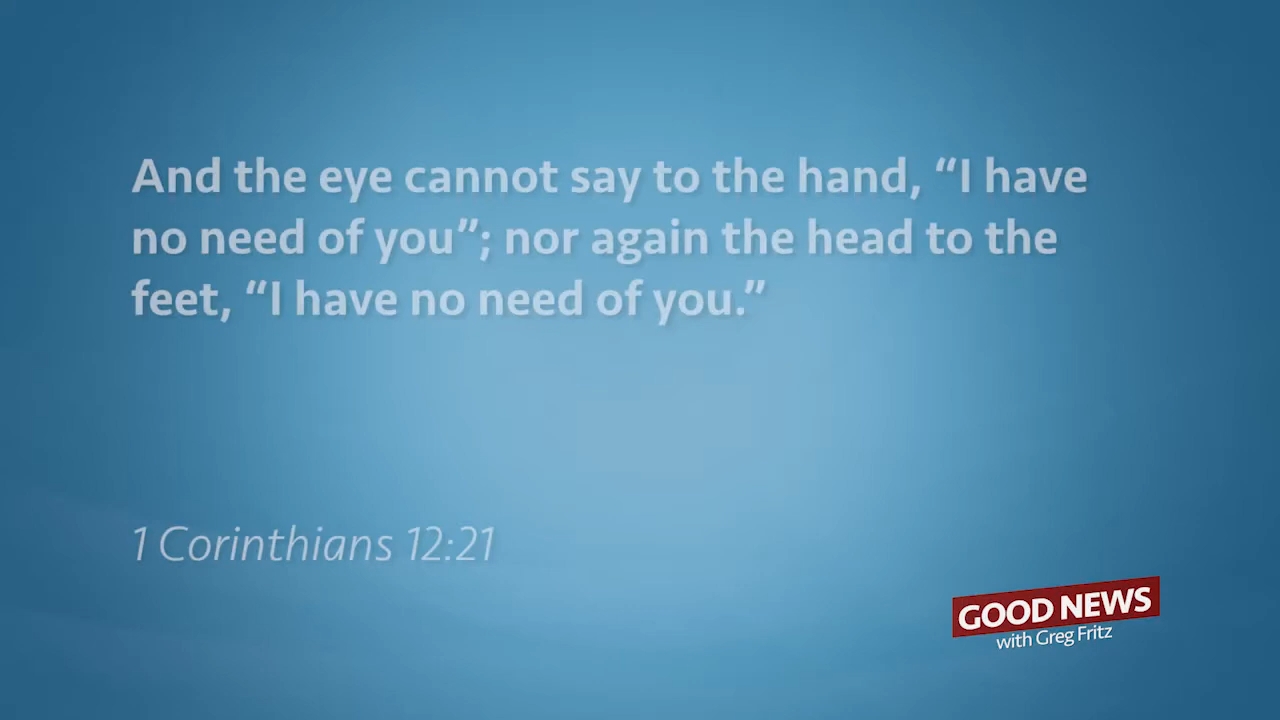 And the eye cannot say to the hand, “I have
no need of you”; nor again the head to the
feet, “I have no need of you.”
1 Corinthians 12:21
GOOD NEWS
with Greg Fritz